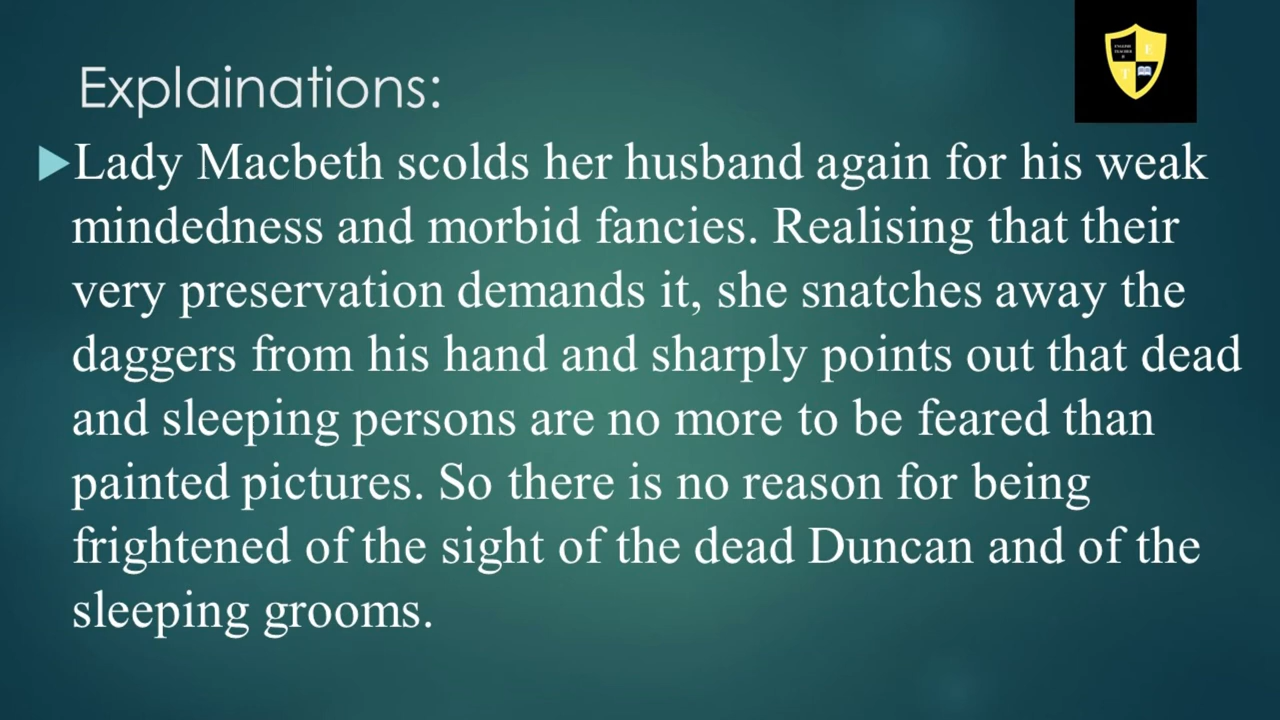 Explainations:
Lady Macbeth scolds her husband again for his weak
mindedness and morbid fancies. Realising that their
very preservation demands it, she snatches away the
daggers from his hand and sharply points out that dead
and sleeping persons are no more to be feared than
painted pictures. So there is no reason for being
frightened of the sight of the dead Duncan and of the
sleeping grooms.
E
T